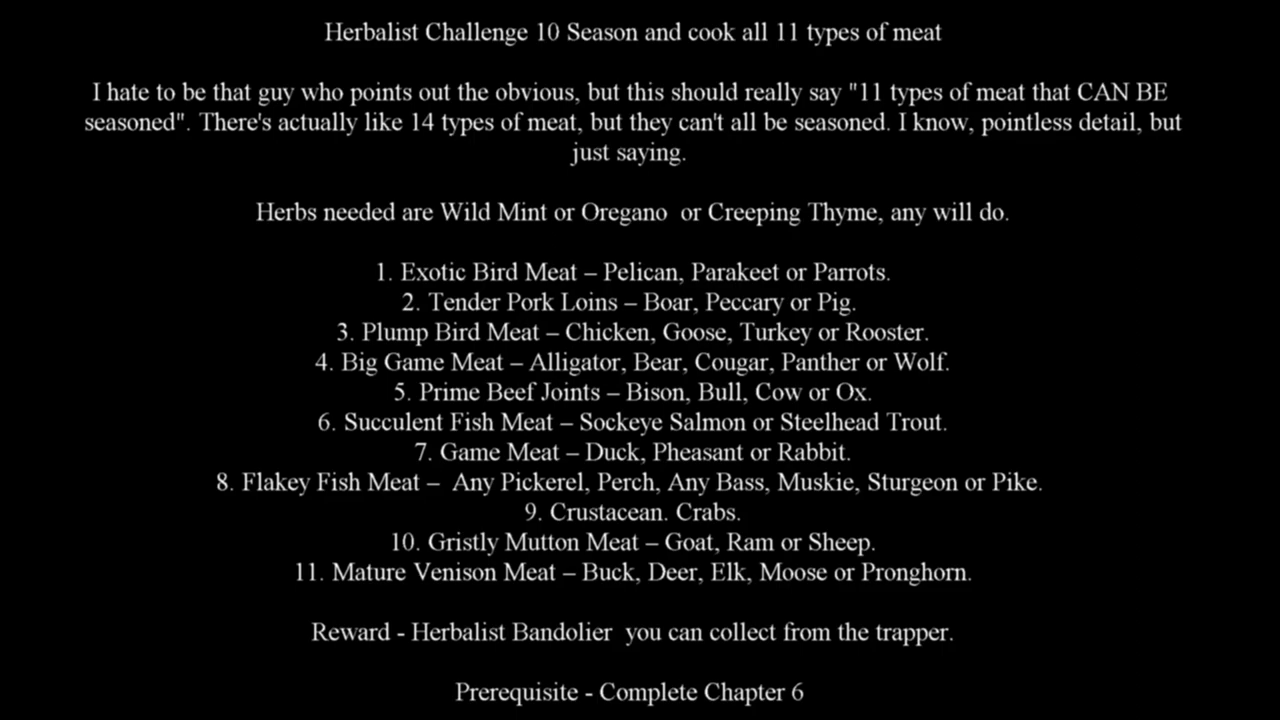 Herbalist Challenge 10 Season and cook all 11 types of meat
I hate to be that guy who points out the obvious, but this should really say "11 types of meat that CAN BE
seasoned". There's actually like 14 types of meat, but they can't all be seasoned. I know, pointless detail, but
just saying.
Herbs needed are Wild Mint or Oregano or Creeping Thyme, any will do.
1. Exotic Bird Meat – Pelican, Parakeet or Parrots.
2. Tender Pork Loins – Boar, Peccary or Pig.
3. Plump Bird Meat – Chicken, Goose, Turkey or Rooster.
4. Big Game Meat – Alligator, Bear, Cougar, Panther or Wolf.
5. Prime Beef Joints – Bison, Bull, Cow or Ox.
6. Succulent Fish Meat – Sockeye Salmon or Steelhead Trout.
7. Game Meat – Duck, Pheasant or Rabbit.
8. Flakey Fish Meat – Any Pickerel, Perch, Any Bass, Muskie, Sturgeon or Pike.
9. Crustacean. Crabs.
10. Gristly Mutton Meat – Goat, Ram or Sheep.
11. Mature Venison Meat – Buck, Deer, Elk, Moose or Pronghorn.
Reward - Herbalist Bandolier you can collect from the trapper.
Prerequisite - Complete Chapter 6